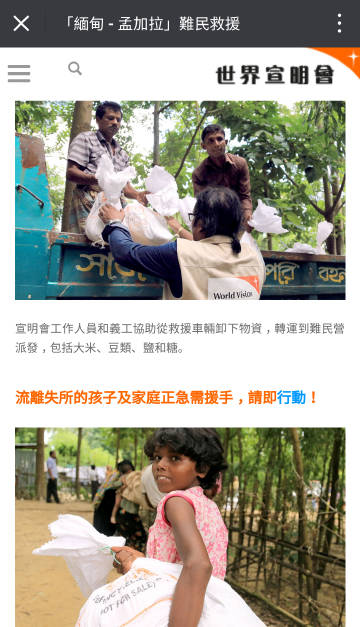 「緬甸 - 孟加拉」難民救援
世界宣明會
World Vision
宣明會工作人員和義工協助從救援車輛卸下物資，轉運到難民營
派發，包括大米、豆類、鹽和糖。
流離失所的孩子及家庭正急需援手，請即行動！
NOT FOR SALE